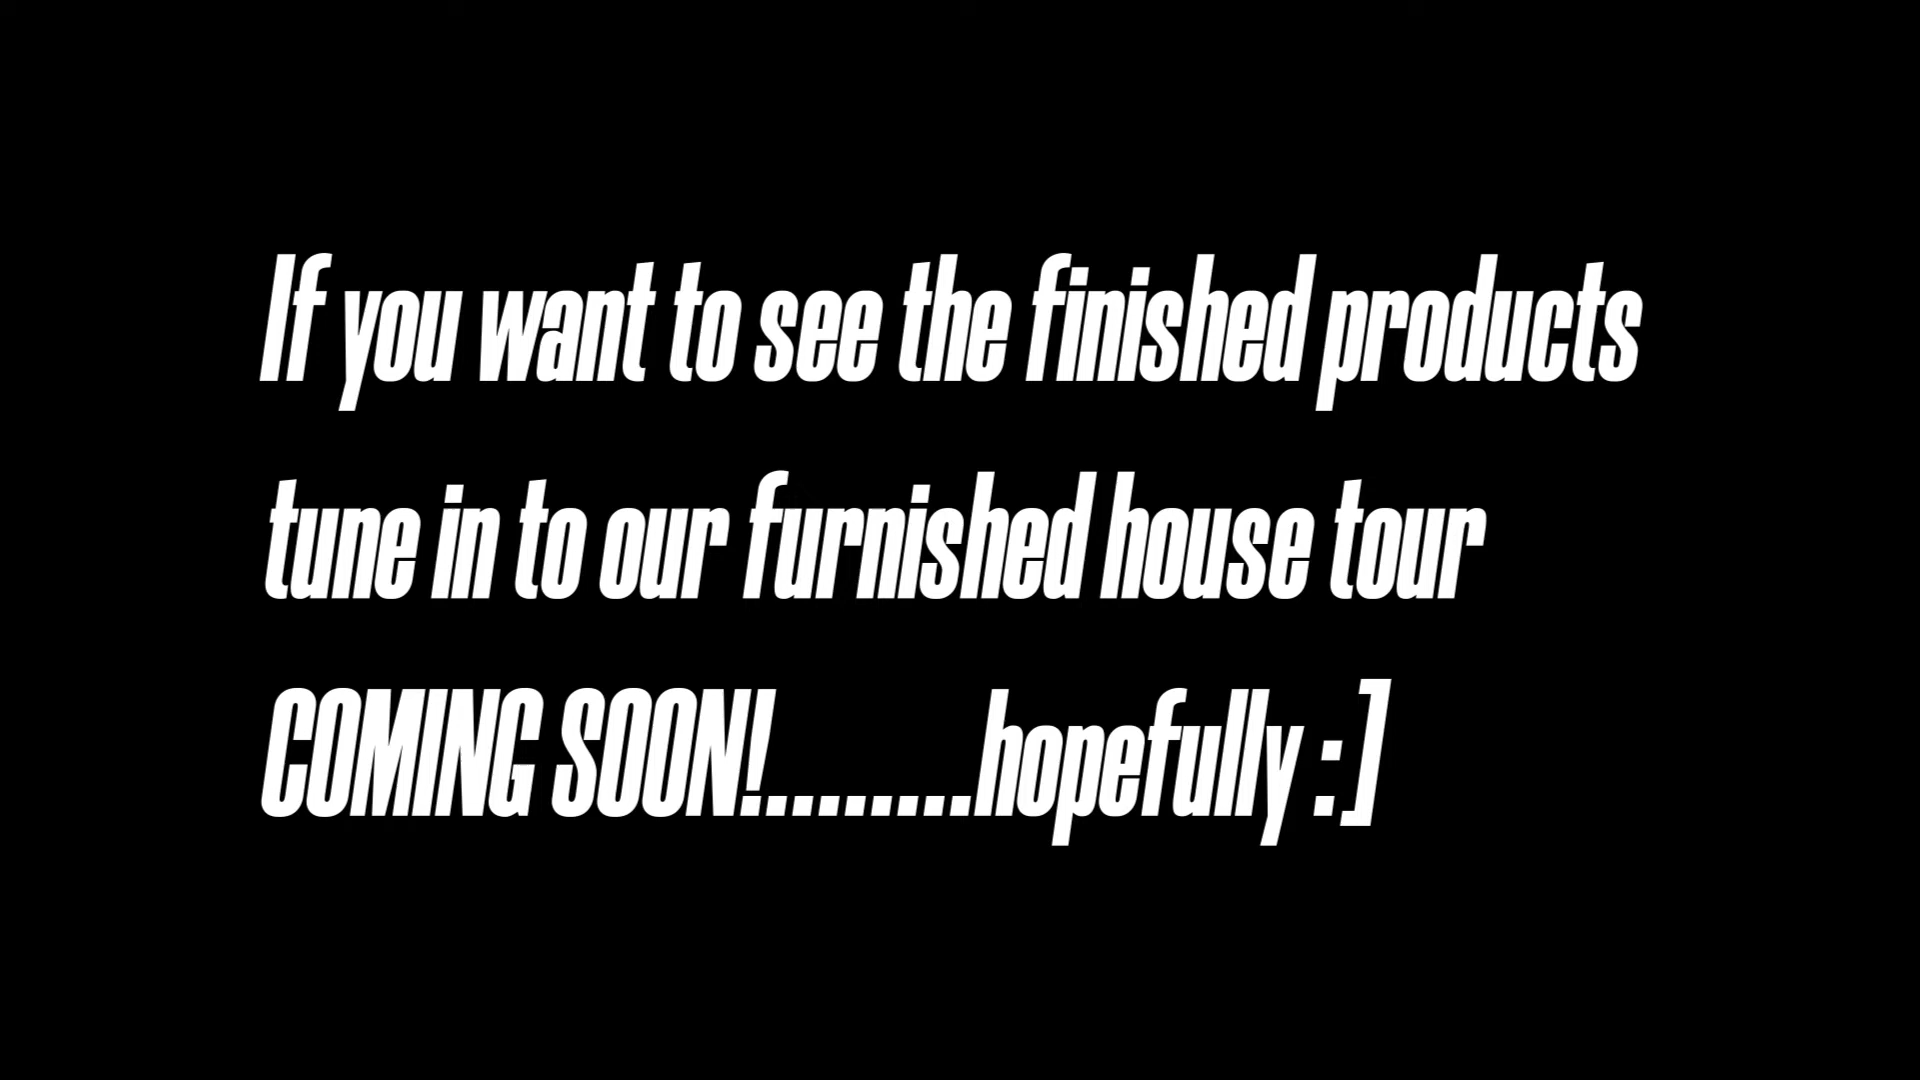 If you want to see the finished products
tune in to our furnished house tour
COMING SOON!........hopefully :]